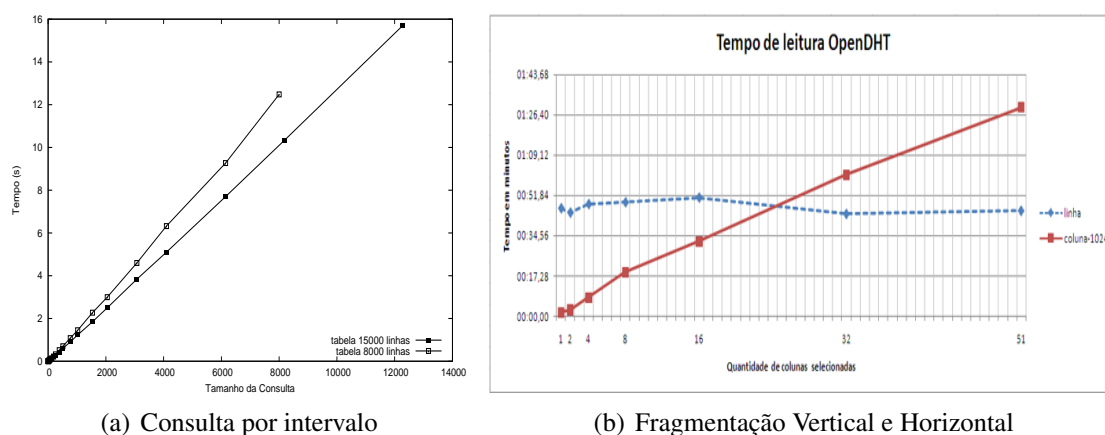 16
14
12
10
8
6
4
2
0
Tempo (s)
0 2000 4000 6000 8000 10000 12000 14000
Tamanho da Consulta
tabela 15000 linhas
tabela 8000 linhas
(a) Consulta por intervalo
Tempo de leitura OpenDHT
01:43,68
01:26,40
01:09,12
00:51,84
00:34,56
00:17,28
00:00,00
Tempo em minutos
1 2 4 8 16 32 51
Quantidade de colunas selecionadas
linha
coluna-1024
(b) Fragmentação Vertical e Horizontal